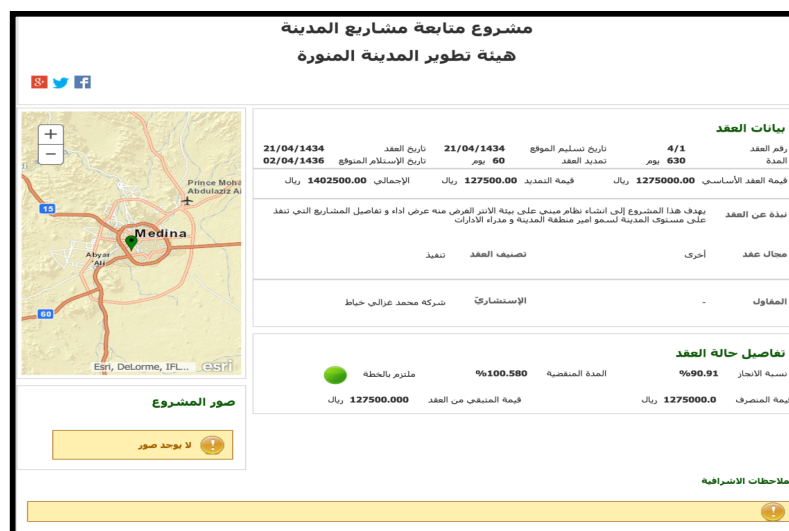 مشروع متابعة مشاريع المدينة
هيئة تطوير المدينة المنورة
بيانات العقد
رقم العقد 4/1 تاريخ تسليم الموقع 21/04/1434 تاريخ العقد 21/04/1434
المدة 630 يوم تمديد العقد 60 يوم تاريخ الإستلام المتوقع 02/04/1436
قيمة العقد الأساسي 1275000.00 ريال قيمة التمديد 127500.00 ريال الإجمالي 1402500.00 ريال
نبذة عن العقد يهدف هذا المشروع إلى انشاء نظام مبني على بيئة الانتر الغرض منه عرض اداء و تفاصيل المشاريع التي تنفذ
على مستوى المدينة لسمو امير منطقة المدينة و مدراء الادارات
مجال عقد أخرى تصنيف العقد تنفيذ
المقاول - الإستشاري شركة محمد غزالي خياط
تفاصيل حالة العقد
نسبة الانجاز %90.91 المدة المنقضية %100.580 ملتزم بالخطة
قيمة المنصرف 1275000.0 ريال قيمة المتبقي من العقد 127500.000 ريال
+
−
Prince Moha
Abdulaziz Ai
15
Medina
Abyar
'Ali
60
Esri, DeLorme, IFL... esri
صور المشروع
لا يوجد صور
ملاحظات الاشرافية